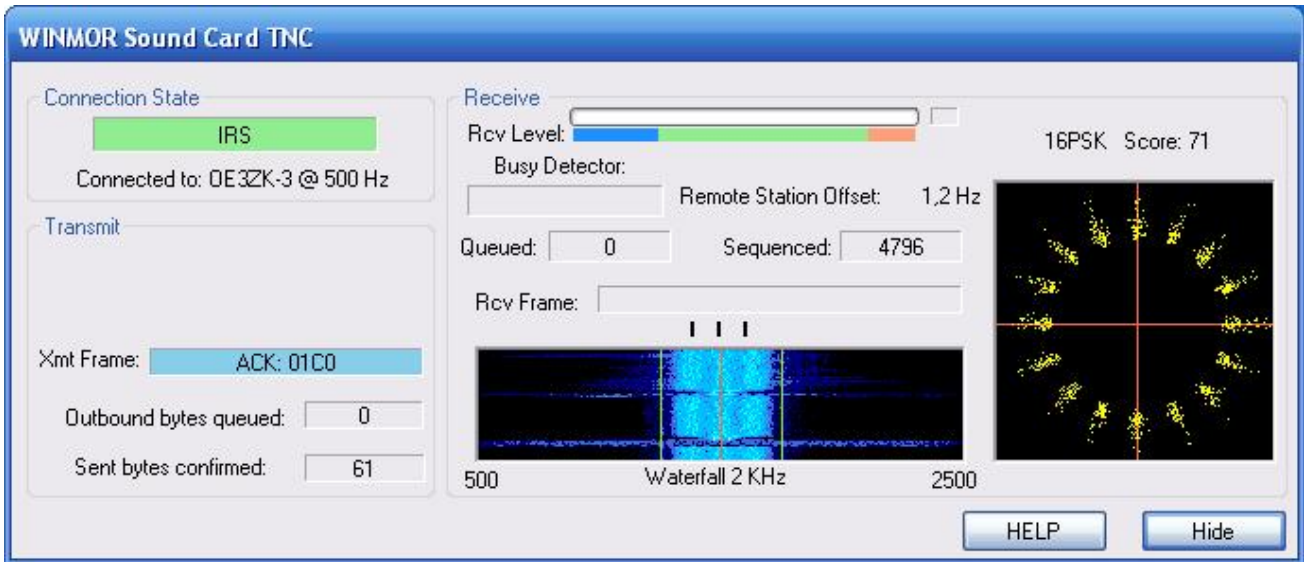 WINMOR Sound Card TNC
Connection State
IRS
Connected to: OE3ZK-3 @ 500 Hz
Transmit
Xmt Frame: ACK: 01C0
Outbound bytes queued: 0
Sent bytes confirmed: 61
Receive
Rcv Level:
Busy Detector:
Remote Station Offset: 1,2 Hz
Queued: 0 Sequenced: 4796
Rcv Frame:
500 Waterfall 2 KHz 2500
16PSK Score: 71
HELP Hide